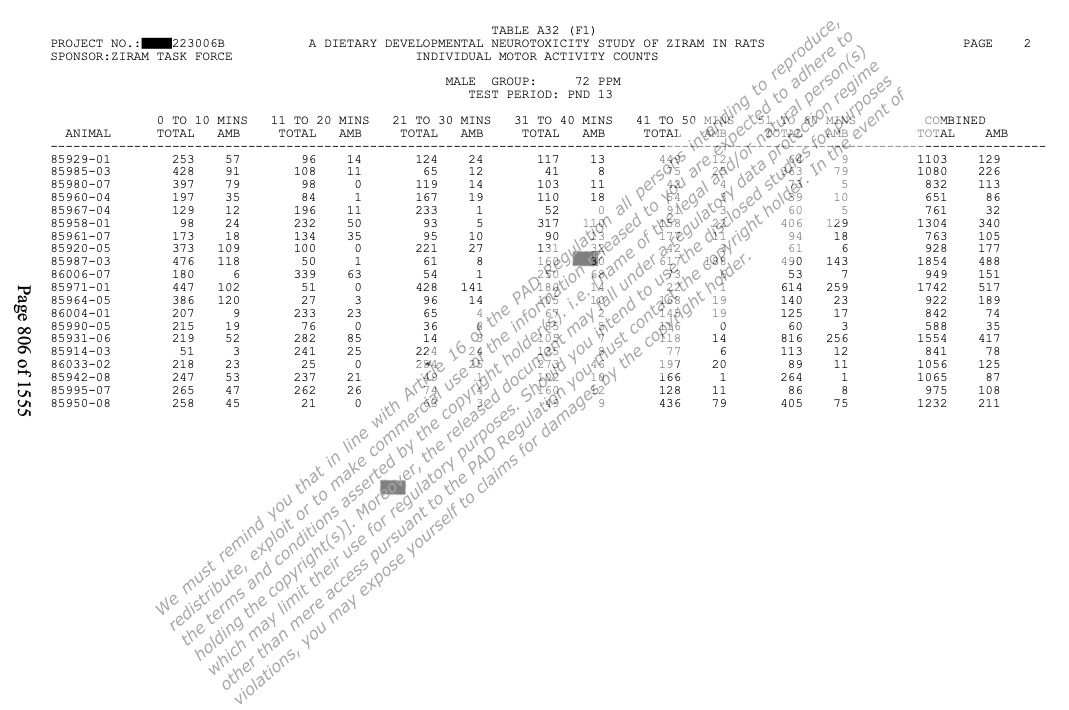 TABLE A32 (F1)
PROJECT NO.: 223006B A DIETARY DEVELOPMENTAL NEUROTOXICITY STUDY OF ZIRAM IN RATS PAGE 2
SPONSOR:ZIRAM TASK FORCE INDIVIDUAL MOTOR ACTIVITY COUNTS
MALE GROUP: 72 PPM
TEST PERIOD: PND 13
0 TO 10 MINS 11 TO 20 MINS 21 TO 30 MINS 31 TO 40 MINS 41 TO 50 MINS 51 TO 60 MINS COMBINED
ANIMAL TOTAL AMB TOTAL AMB TOTAL AMB TOTAL AMB TOTAL AMB TOTAL AMB TOTAL AMB
85929-01 253 57 96 14 124 24 117 13 449 12 64 9 1103 129
85985-03 428 91 108 11 65 12 41 8 75 25 363 79 1080 226
85980-07 397 79 98 0 119 14 103 11 42 4 73 5 832 113
85960-04 197 35 84 1 167 19 110 18 54 3 39 10 651 86
85967-04 129 12 196 11 233 1 52 0 91 3 60 5 761 32
85958-01 98 24 232 50 93 5 317 110 158 22 406 129 1304 340
85961-07 173 18 134 35 95 10 90 13 177 11 94 18 763 105
85920-05 373 109 100 0 221 27 131 42 61 6 928 177
85987-03 476 118 50 1 61 8 160 30 617 188 490 143 1854 488
86006-07 180 6 339 63 54 1 250 68 73 6 53 7 949 151
85971-01 447 102 51 0 428 141 180 22 614 259 1742 517
85964-05 386 120 27 3 96 14 105 10 168 19 140 23 922 189
86004-01 207 9 233 23 65 4 67 2 145 19 125 17 842 74
85990-05 215 19 76 0 36 8 85 5 116 0 60 3 588 35
85931-06 219 52 282 85 14 3 105 7 118 14 816 256 1554 417
85914-03 51 3 241 25 224 24 135 8 77 6 113 12 841 78
86033-02 218 23 25 0 254 25 273 46 197 20 89 11 1056 125
85942-08 247 53 237 21 49 1 102 10 166 1 264 1 1065 87
85995-07 265 47 262 26 74 4 160 12 128 11 86 8 975 108
85950-08 258 45 21 0 63 3 49 9 436 79 405 75 1232 211
Page 806 of 1555
We must remind you that in line with Article 16 of the PAD Regulation all persons intending to reproduce,
redistribute, exploit or to make commercial use of the information released to you are expected to adhere to
the terms and conditions asserted by the copyright holder[s]. i.e. name of the legal and/or natural person(s)
holding the copyright(s)]. Moreover, the released document may fall under a regulatory data protection regime
which may limit their use for regulatory purposes. Should you intend to use the disclosed studies for purposes
other than mere access pursuant to the PAD Regulation you must contact the copyright holder. In the event of
violations, you may expose yourself to claims for damages by the copyright holder.